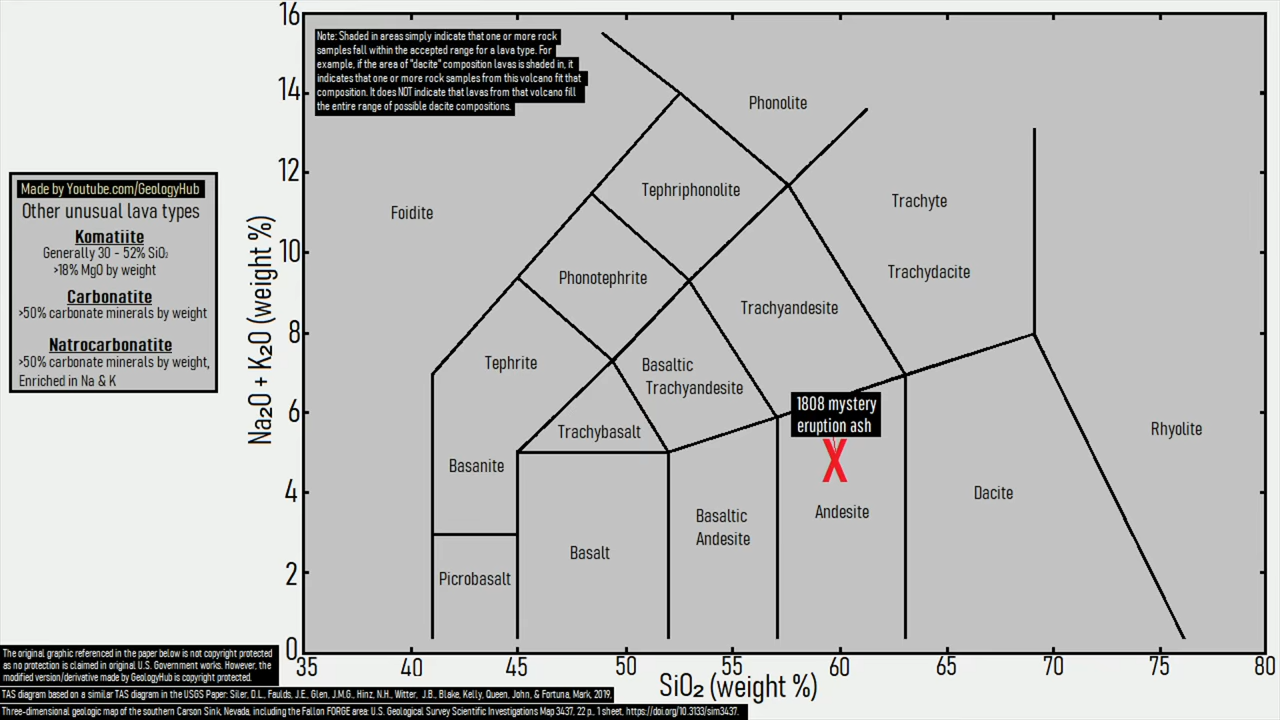 Note: Shaded in areas simply indicate that one or more rock
samples fall within the accepted range for a lava type. For
example, if the area of "dacite" composition lavas is shaded in, it
indicates that one or more rock samples from this volcano fit that
composition. It does NOT indicate that lavas from that volcano fill
the entire range of possible dacite compositions.
Made by Youtube.com/GeologyHub
Other unusual lava types
Komatiite
Generally 30 - 52% SiO₂
>18% MgO by weight
Carbonatite
>50% carbonate minerals by weight
Natrocarbonatite
>50% carbonate minerals by weight,
Enriched in Na & K
Na₂O + K₂O (weight %)
16
14
12
10
8
6
4
2
0
Phonolite
Tephriphonolite
Trachyte
Foidite
Trachydacite
Phonotephrite
Trachyandesite
Tephrite
Basaltic
Trachyandesite
1808 mystery
eruption ash
X
Trachybasalt
Rhyolite
Basanite
Dacite
Andesite
Basaltic
Andesite
Basalt
Picrobasalt
35 40 45 50 55 60 65 70 75 80
SiO₂ (weight %)
The original graphic referenced in the paper below is not copyright protected
as no protection is claimed in original U.S. Government works. However, the
modified version/derivative made by GeologyHub is copyright protected.
TAS diagram based on a similar TAS diagram in the USGS Paper: Siler, D.L., Faulds, J.E., Glen, J.M.G., Hinz, N.H., Witter, J.B., Blake, Kelly, Queen, John, & Fortuna, Mark, 2019,
Three-dimensional geologic map of the southern Carson Sink, Nevada, including the Fallon FORGE area: U.S. Geological Survey Scientific Investigations Map 3437, 22 p., 1 sheet, https://doi.org/10.3133/sim3437.